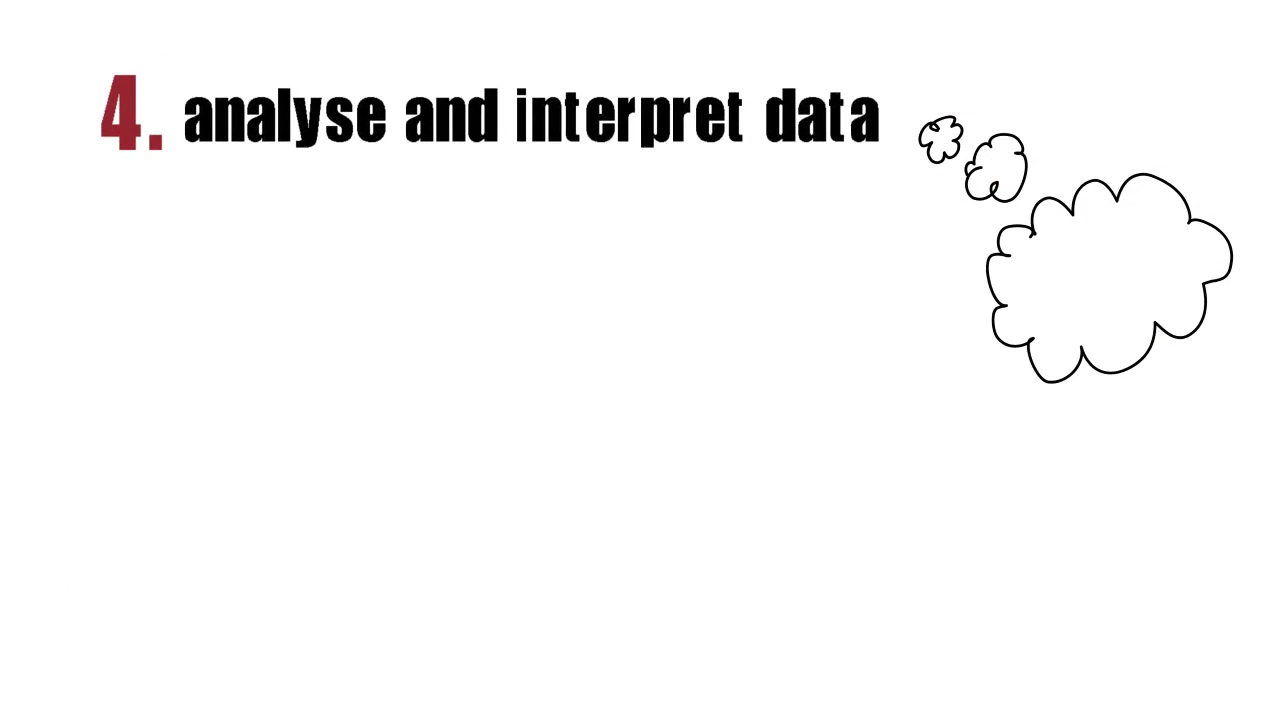 4. analyse and interpret data